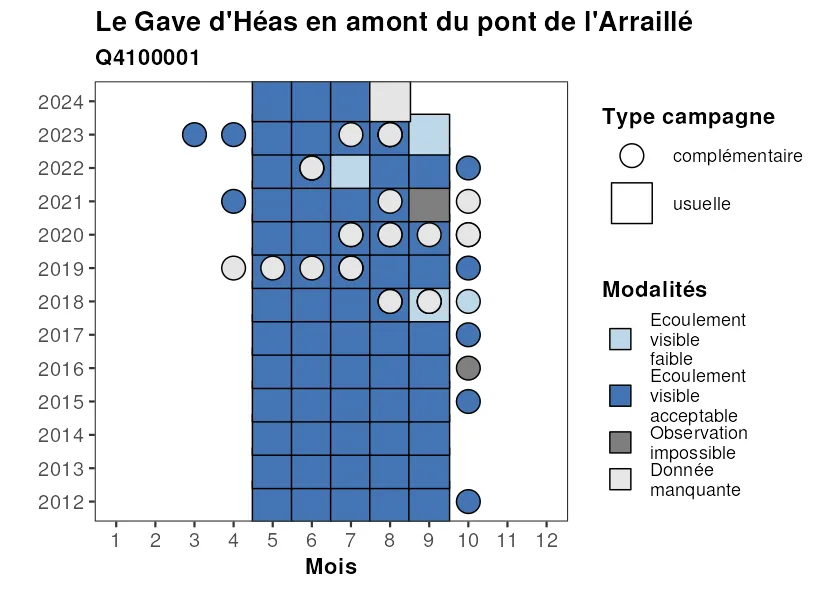 Le Gave d'Héas en amont du pont de l'Arraillé
Q4100001
2024
2023
2022
2021
2020
2019
2018
2017
2016
2015
2014
2013
2012
1 2 3 4 5 6 7 8 9 10 11 12
Mois
Type campagne
complémentaire
usuelle
Modalités
Ecoulement
visible
faible
Ecoulement
visible
acceptable
Observation
impossible
Donnée
manquante